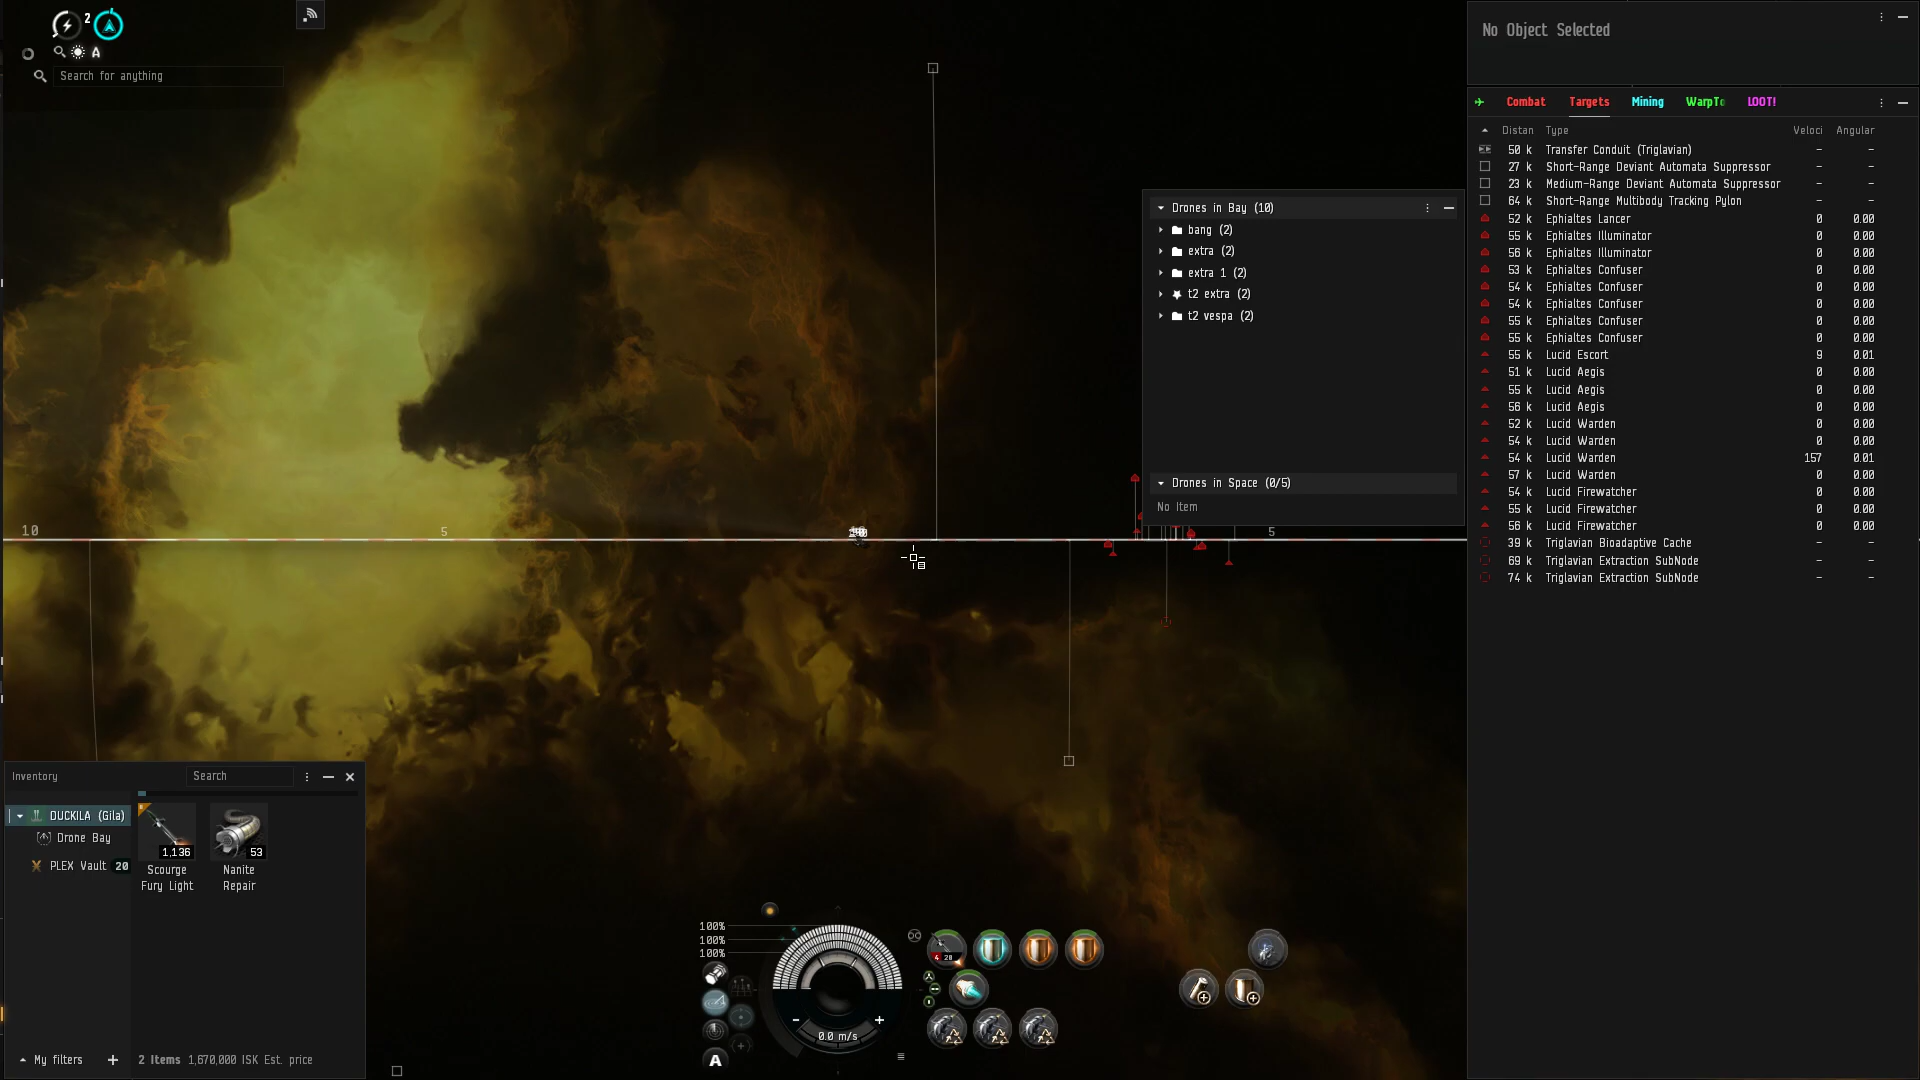 2
A
Search for anything
10
5
5
Inventory
Search
DUCKILA (Gila)
Drone Bay
PLEX Vault 20
1,136
Scourge
Fury Light
53
Nanite
Repair
My filters
2 Items 1,670,000 ISK Est. price
100%
100%
100%
0.0 m/s
A
4 20
Drones in Bay (10)
bang (2)
extra (2)
extra 1 (2)
t2 extra (2)
t2 vespa (2)
Drones in Space (0/5)
No Item
No Object Selected
Combat Targets Mining WarpTo LOOT!
Distan Type Veloci Angular
50 k Transfer Conduit (Triglavian) – –
27 k Short-Range Deviant Automata Suppressor – –
23 k Medium-Range Deviant Automata Suppressor – –
64 k Short-Range Multibody Tracking Pylon – –
52 k Ephialtes Lancer 0 0.00
55 k Ephialtes Illuminator 0 0.00
56 k Ephialtes Illuminator 0 0.00
53 k Ephialtes Confuser 0 0.00
54 k Ephialtes Confuser 0 0.00
54 k Ephialtes Confuser 0 0.00
55 k Ephialtes Confuser 0 0.00
55 k Ephialtes Confuser 0 0.00
55 k Lucid Escort 9 0.01
51 k Lucid Aegis 0 0.00
55 k Lucid Aegis 0 0.00
56 k Lucid Aegis 0 0.00
52 k Lucid Warden 0 0.00
54 k Lucid Warden 0 0.00
54 k Lucid Warden 157 0.01
57 k Lucid Warden 0 0.00
54 k Lucid Firewatcher 0 0.00
55 k Lucid Firewatcher 0 0.00
56 k Lucid Firewatcher 0 0.00
39 k Triglavian Bioadaptive Cache – –
69 k Triglavian Extraction SubNode – –
74 k Triglavian Extraction SubNode – –